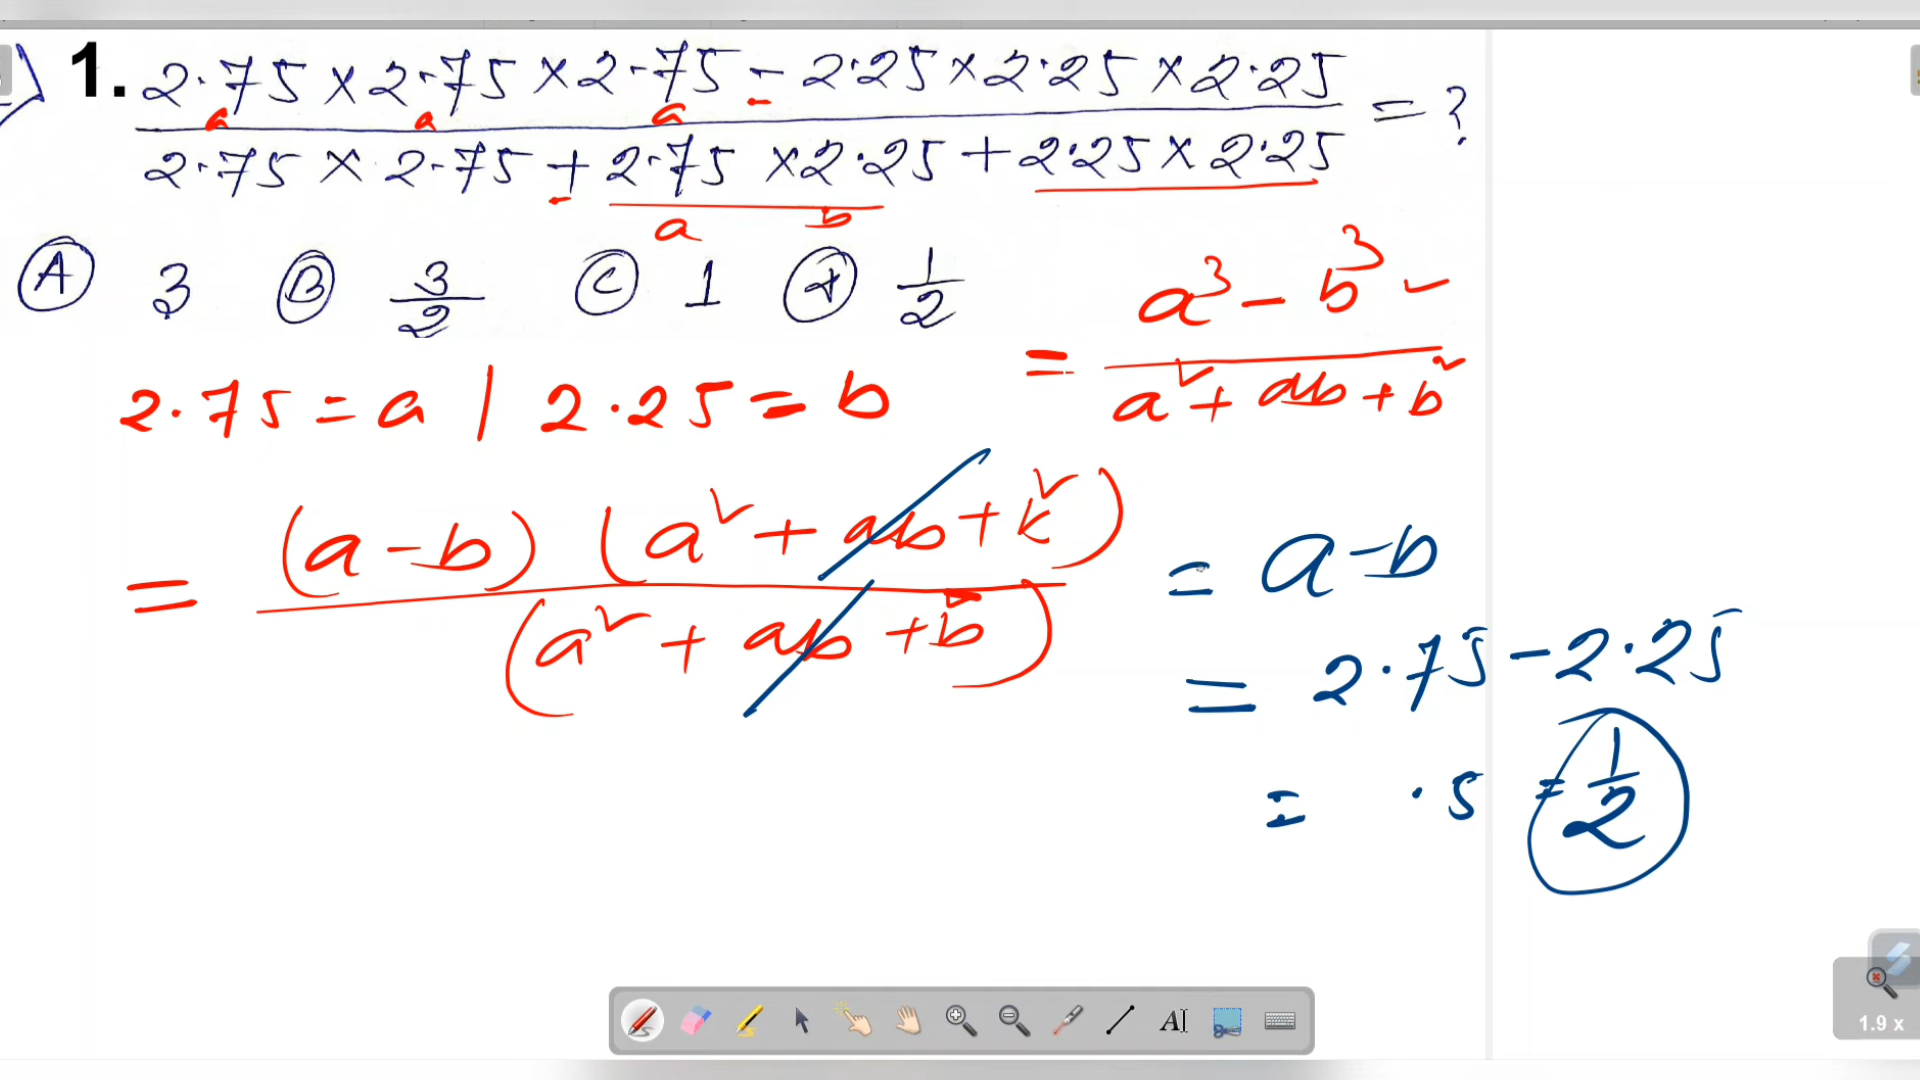 1. 2.75 × 2.75 × 2.75 - 2.25 × 2.25 × 2.25
a a a -
2.75 × 2.75 + 2.75 × 2.25 + 2.25 × 2.25
= ?
a b
A 3 B 3/2 C 1 D 1/2
= a³ - b³
a² + ab + b²
2.75 = a | 2.25 = b
= (a - b) (a² + ab + b²)
(a² + ab + b²)
= a - b
= 2.75 - 2.25
= .5 = 1/2
AI
1.9 x